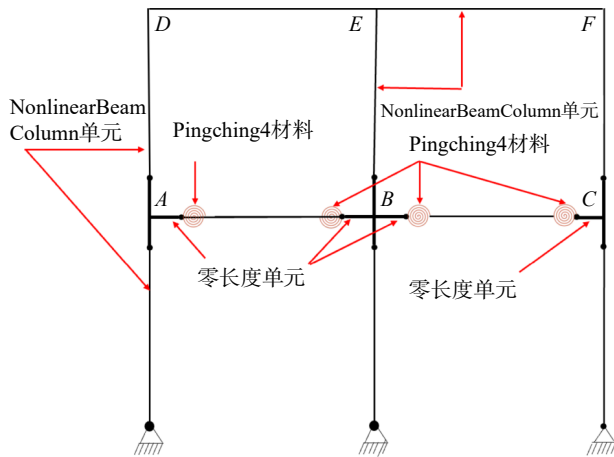 D
E
F
NonlinearBeam
Column单元
Pingching4材料
NonlinearBeamColumn单元
Pingching4材料
A
B
C
零长度单元
零长度单元